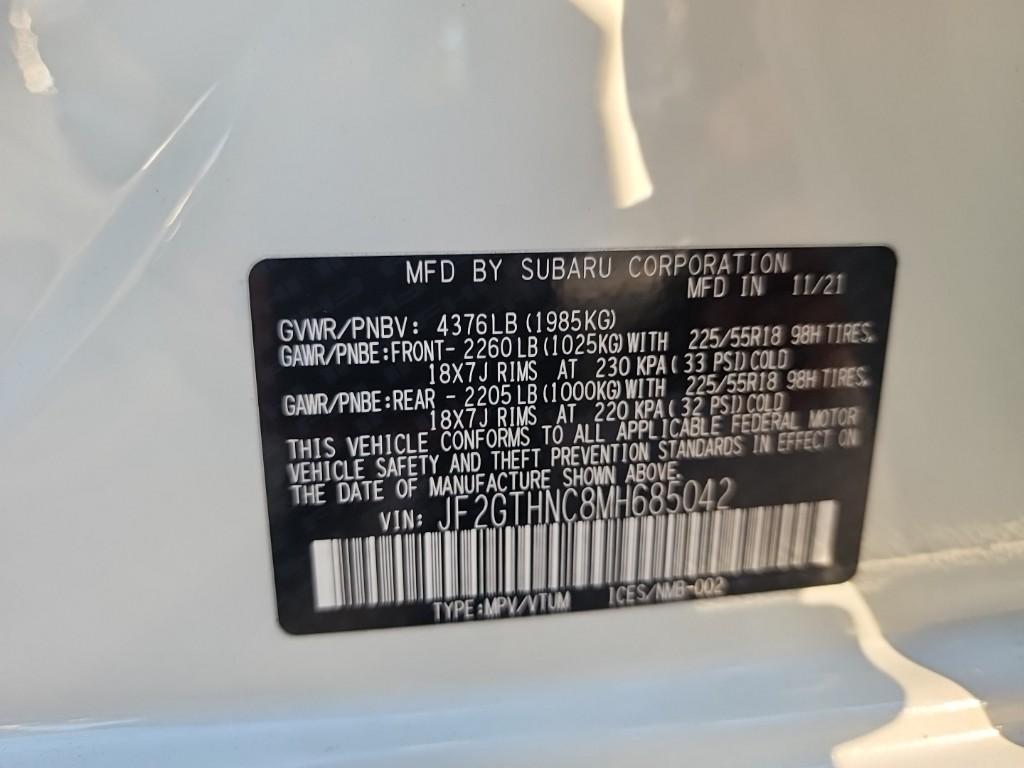 MFD BY SUBARU CORPORATION
MFD IN 11/21
GVWR/PNBV: 4376LB (1985KG)
GAWR/PNBE:FRONT- 2260LB (1025KG) WITH 225/55R18 98H TIRES,
18X7J RIMS AT 230 KPA( 33 PSI) COLD
GAWR/PNBE:REAR - 2205LB (1000KG) WITH 225/55R18 98H TIRES,
18X7J RIMS AT 220 KPA( 32 PSI) COLD
THIS VEHICLE CONFORMS TO ALL APPLICABLE FEDERAL MOTOR
VEHICLE SAFETY AND THEFT PREVENTION STANDARDS IN EFFECT ON
THE DATE OF MANUFACTURE SHOWN ABOVE.
VIN: JF2GTHNC8MH685042
TYPE:MPV/VTUM ICES/NMB-002